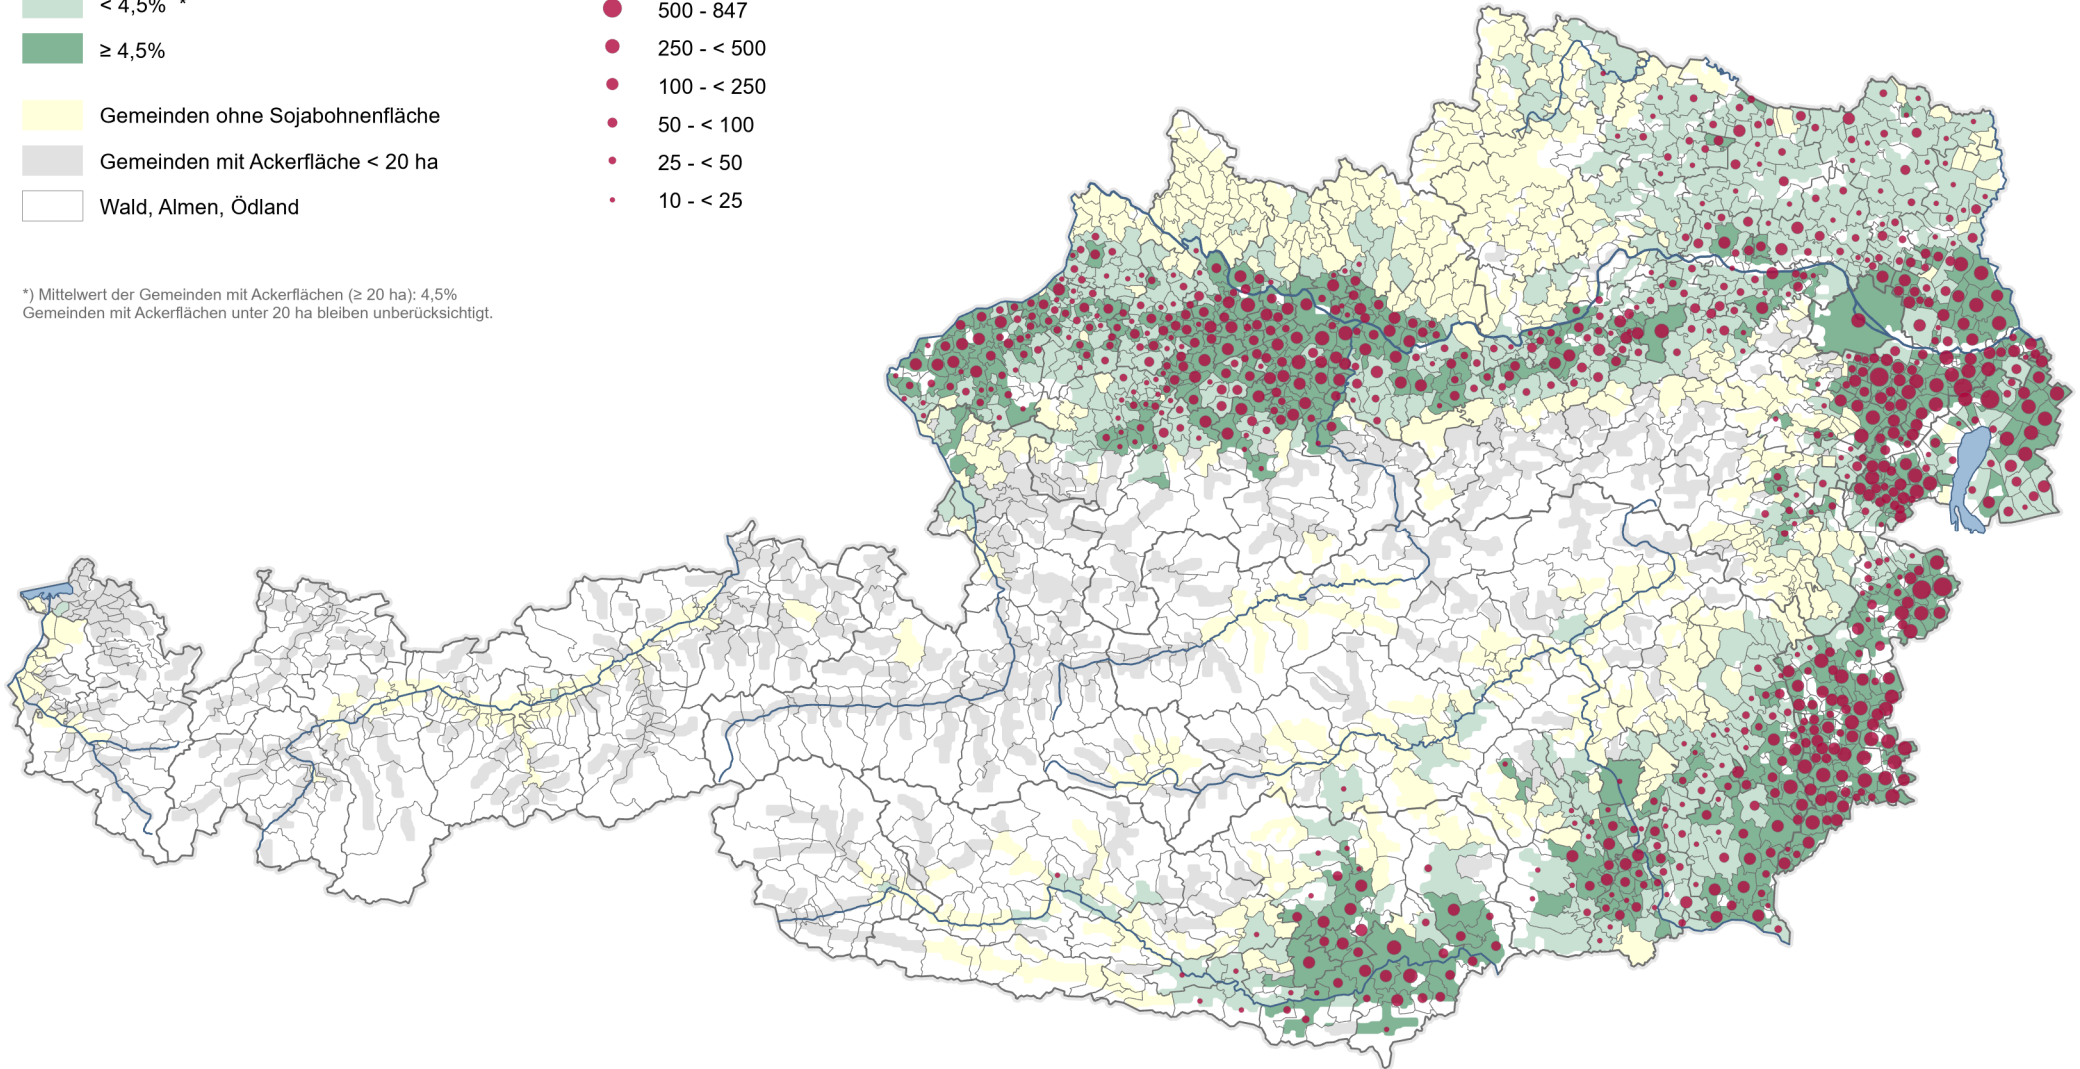 < 4,5% *
≥ 4,5%
Gemeinden ohne Sojabohnenfläche
Gemeinden mit Ackerfläche < 20 ha
Wald, Almen, Ödland
500 - 847
250 - < 500
100 - < 250
50 - < 100
25 - < 50
10 - < 25
*) Mittelwert der Gemeinden mit Ackerflächen (≥ 20 ha): 4,5%
Gemeinden mit Ackerflächen unter 20 ha bleiben unberücksichtigt.